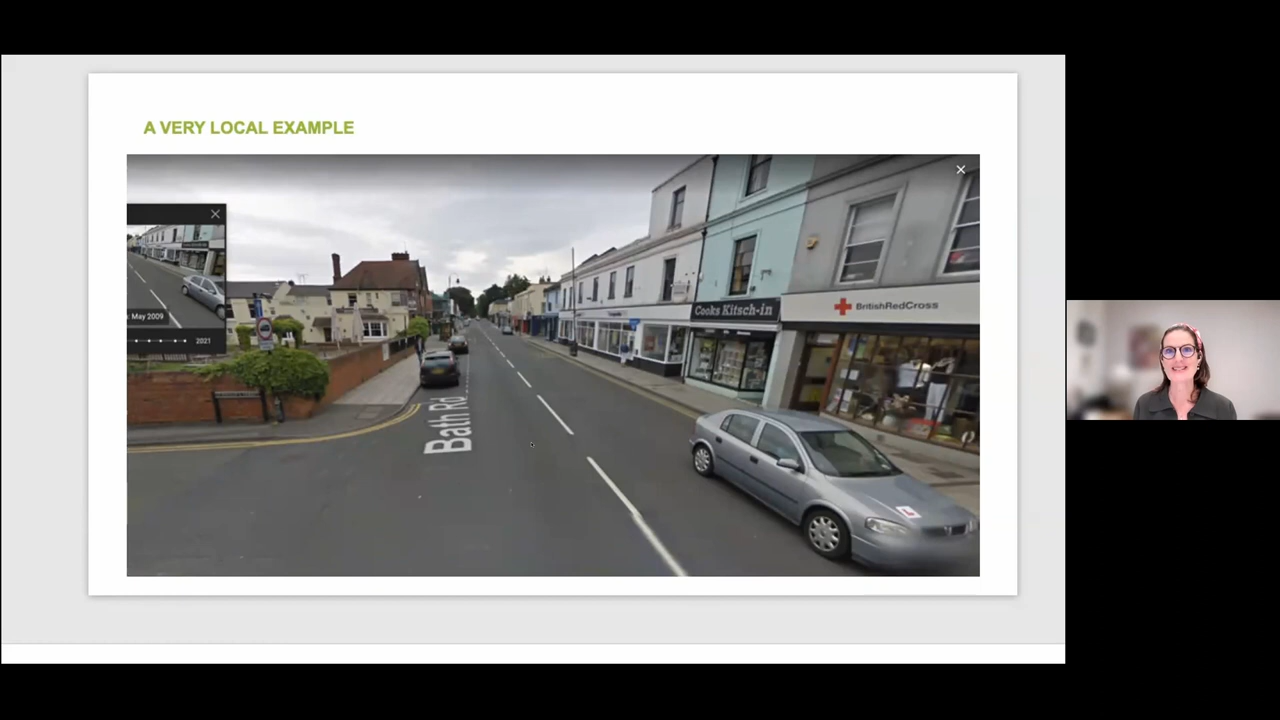 A VERY LOCAL EXAMPLE
: May 2009
2021
Bath Rd
Cooks Kitsch-in
BritishRedCross
L